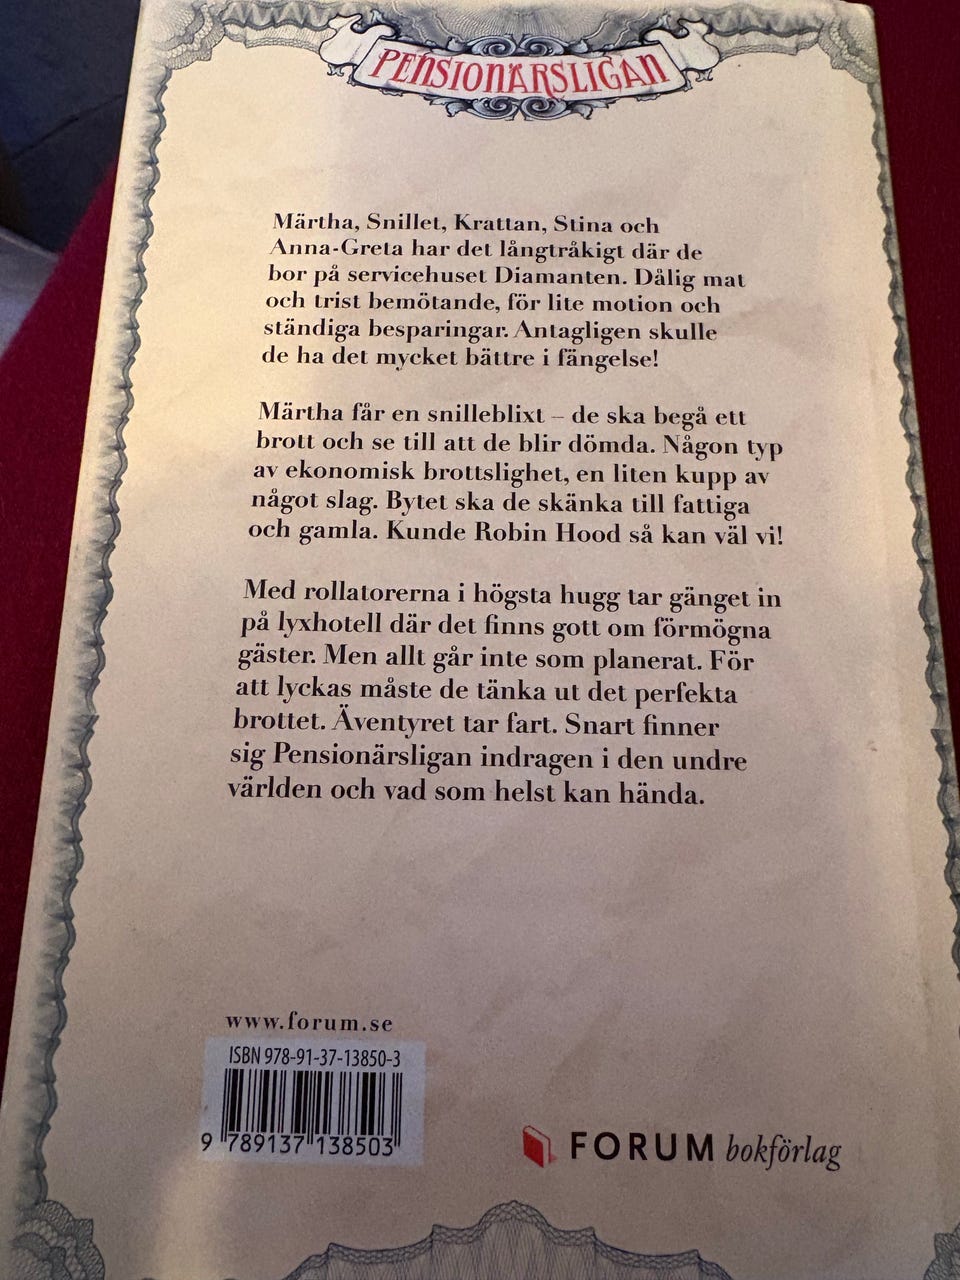 PENSIONÄRSLIGAN
Märtha, Snillet, Krattan, Stina och
Anna-Greta har det långtråkigt där de
bor på servicehuset Diamanten. Dålig mat
och trist bemötande, för lite motion och
ständiga besparingar. Antagligen skulle
de ha det mycket bättre i fängelse!
Märtha får en snilleblixt – de ska begå ett
brott och se till att de blir dömda. Någon typ
av ekonomisk brottslighet, en liten kupp av
något slag. Bytet ska de skänka till fattiga
och gamla. Kunde Robin Hood så kan väl vi!
Med rollatorerna i högsta hugg tar gänget in
på lyxhotell där det finns gott om förmögna
gäster. Men allt går inte som planerat. För
att lyckas måste de tänka ut det perfekta
brottet. Äventyret tar fart. Snart finner
sig Pensionärsligan indragen i den undre
världen och vad som helst kan hända.
www.forum.se
ISBN 978-91-37-13850-3
9 789137 138503
FORUM bokförlag